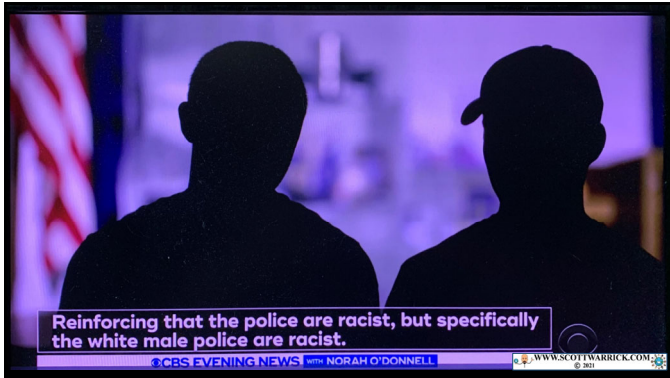 Reinforcing that the police are racist, but specifically
the white male police are racist.
CBS EVENING NEWS WITH NORAH O'DONNELL
WWW.SCOTTWARRICK.COM
© 2021